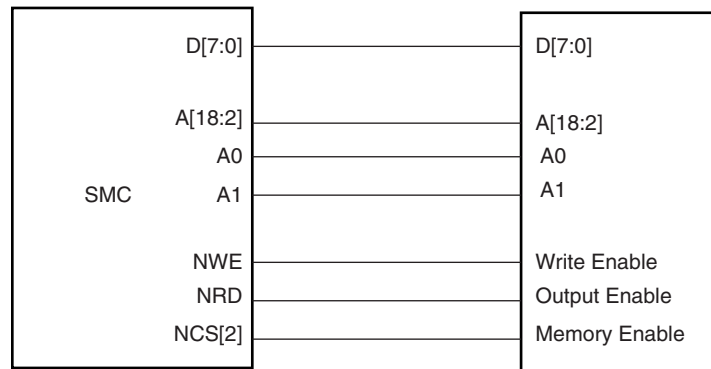 D[7:0] D[7:0]
A[18:2] A[18:2]
A0 A0
SMC A1 A1
NWE Write Enable
NRD Output Enable
NCS[2] Memory Enable